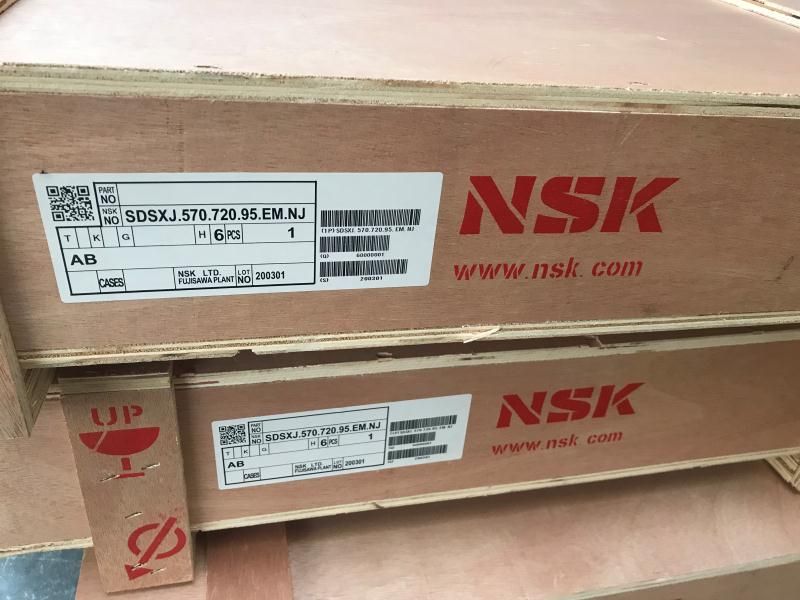 PART NO
NSK NO SDSXJ.570.720.95.EM.NJ
T K G H 6 PCS 1
AB
CASES NSK LTD. FUJISAWA PLANT LOT NO 200301
(1P) SDSXJ. 570.720.95. EM. NJ
(Q) 60000001
(S) 200301
NSK
www.nsk.com
UP
PART NO
NSK NO SDSXJ.570.720.95.EM.NJ
T K G H 6 PCS 1
AB
CASES NSK LTD. FUJISAWA PLANT LOT NO 200301
NSK
www.nsk.com